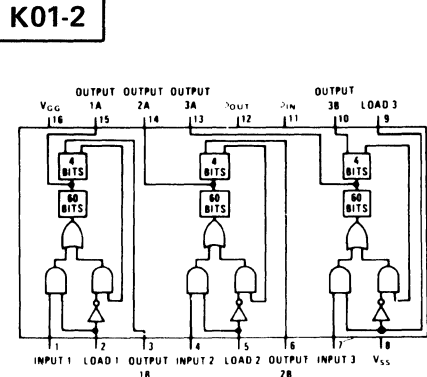 K01-2
OUTPUT OUTPUT OUTPUT OUTPUT
VGG 1A 2A 3A OUT IN 3B LOAD 3
16 15 14 13 12 11 10 9
4 BITS 4 BITS 4 BITS
60 BITS 60 BITS 60 BITS
1 2 3 4 5 6 7 8
INPUT 1 LOAD 1 OUTPUT INPUT 2 LOAD 2 OUTPUT INPUT 3 VSS
1B 2B